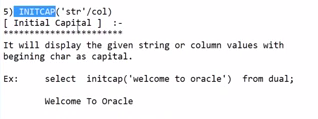 5) INITCAP('str'/col)
[ Initial Capital ] :-
***********************
It will display the given string or column values with
begining char as capital.
Ex: select initcap('welcome to oracle') from dual;
Welcome To Oracle